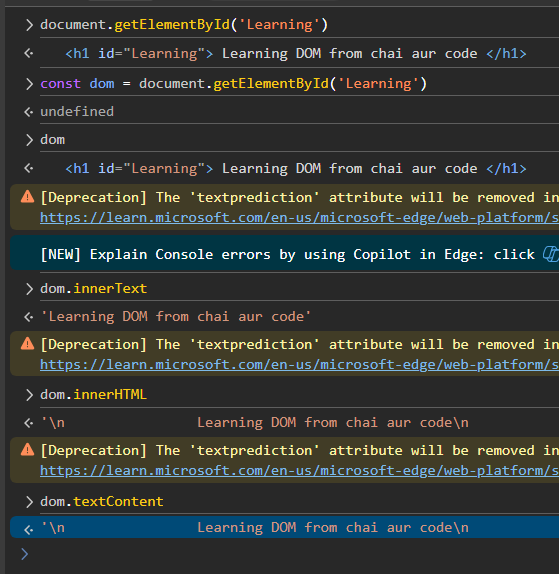 > document.getElementById('Learning')
<h1 id="Learning"> Learning DOM from chai aur code </h1>
> const dom = document.getElementById('Learning')
undefined
> dom
<h1 id="Learning"> Learning DOM from chai aur code </h1>
[Deprecation] The 'textprediction' attribute will be removed in
https://learn.microsoft.com/en-us/microsoft-edge/web-platform/s
[NEW] Explain Console errors by using Copilot in Edge: click
> dom.innerText
'Learning DOM from chai aur code'
[Deprecation] The 'textprediction' attribute will be removed in
https://learn.microsoft.com/en-us/microsoft-edge/web-platform/s
> dom.innerHTML
'\n        Learning DOM from chai aur code\n
[Deprecation] The 'textprediction' attribute will be removed in
https://learn.microsoft.com/en-us/microsoft-edge/web-platform/s
> dom.textContent
'\n        Learning DOM from chai aur code\n
>